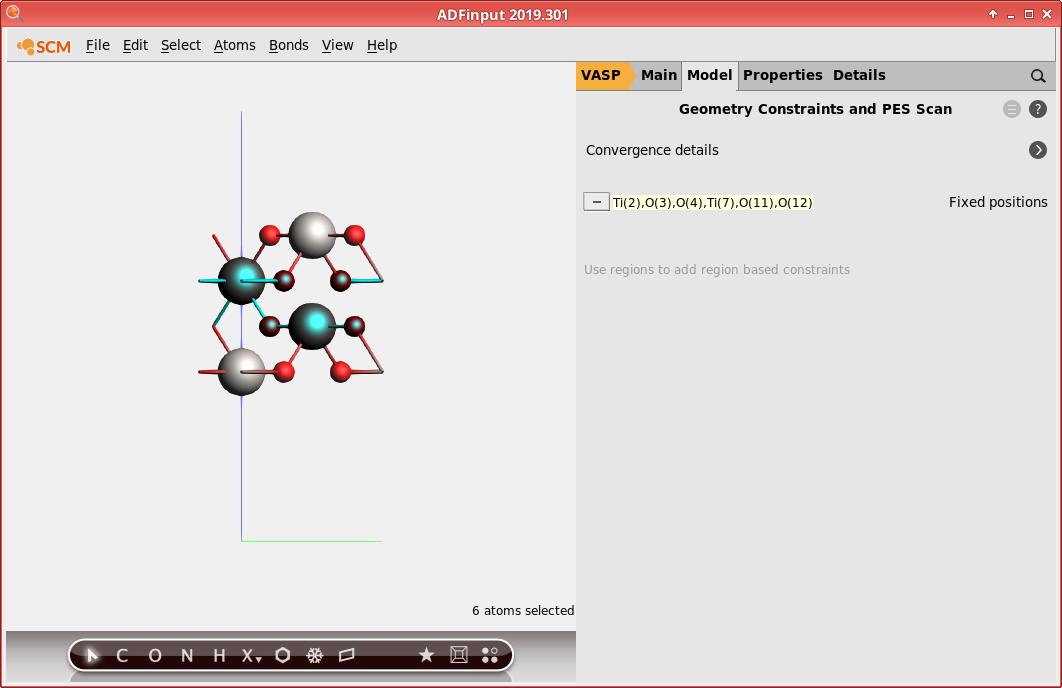 ADFinput 2019.301
SCM File Edit Select Atoms Bonds View Help
VASP Main Model Properties Details
Geometry Constraints and PES Scan
Convergence details
Ti(2),O(3),O(4),Ti(7),O(11),O(12) Fixed positions
Use regions to add region based constraints
6 atoms selected
C O N H X